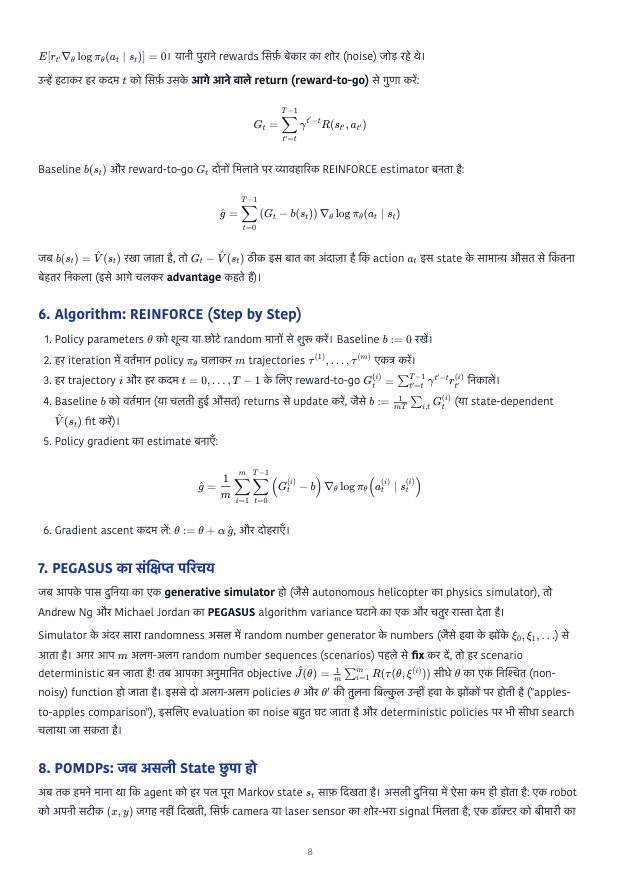 E[r_{t'} ∇_θ log π_θ(a_t | s_t)] = 0। यानी पुराने rewards सिर्फ़ बेकार का शोर (noise) जोड़ रहे थे।
उन्हें हटाकर हर कदम t को सिर्फ़ उसके आगे आने वाले return (reward-to-go) से गुणा करें:
G_t = \sum_{t'=t}^{T-1} γ^{t'-t} R(s_{t'}, a_{t'})
Baseline b(s_t) और reward-to-go G_t दोनों मिलाने पर व्यावहारिक REINFORCE estimator बनता है:
ĝ = \sum_{t=0}^{T-1} (G_t − b(s_t)) ∇_θ log π_θ(a_t | s_t)
जब b(s_t) = V̂(s_t) रखा जाता है, तो G_t − V̂(s_t) ठीक इस बात का अंदाज़ा है कि action a_t इस state के सामान्य औसत से कितना
बेहतर निकला (इसे आगे चलकर advantage कहते हैं)।
6. Algorithm: REINFORCE (Step by Step)
1. Policy parameters θ को शून्य या छोटे random मानों से शुरू करें। Baseline b := 0 रखें।
2. हर iteration में वर्तमान policy π_θ चलाकर m trajectories τ^{(1)}, . . . , τ^{(m)} एकत्र करें।
3. हर trajectory i और हर कदम t = 0, . . . , T − 1 के लिए reward-to-go G_t^{(i)} = \sum_{t'=t}^{T-1} γ^{t'-t} r_{t'}^{(i)} निकालें।
4. Baseline b को वर्तमान (या चलती हुई औसत) returns से update करें, जैसे b := \frac{1}{mT} \sum_{i,t} G_t^{(i)} (या state-dependent
V̂(s_t) fit करें)।
5. Policy gradient का estimate बनाएँ:
ĝ = \frac{1}{m} \sum_{i=1}^{m} \sum_{t=0}^{T-1} (G_t^{(i)} − b) ∇_θ log π_θ(a_t^{(i)} | s_t^{(i)})
6. Gradient ascent कदम लें: θ := θ + α ĝ, और दोहराएँ।
7. PEGASUS का संक्षिप्त परिचय
जब आपके पास दुनिया का एक generative simulator हो (जैसे autonomous helicopter का physics simulator), तो
Andrew Ng और Michael Jordan का PEGASUS algorithm variance घटाने का एक और चतुर रास्ता देता है।
Simulator के अंदर सारा randomness असल में random number generator के numbers (जैसे हवा के झोंके ξ_0, ξ_1, . . .) से
आता है। अगर आप m अलग-अलग random number sequences (scenarios) पहले से fix कर दें, तो हर scenario
deterministic बन जाता है! तब आपका अनुमानित objective Ĵ(θ) = \frac{1}{m} \sum_{i=1}^{m} R(τ(θ, ξ^{(i)})) सीधे θ का एक निश्चित (non-
noisy) function हो जाता है। इससे दो अलग-अलग policies θ और θ′ की तुलना बिल्कुल उन्हीं हवा के झोंकों पर होती है ("apples-
to-apples comparison"), इसलिए evaluation का noise बहुत घट जाता है और deterministic policies पर भी सीधा search
चलाया जा सकता है।
8. POMDPs: जब असली State छुपा हो
अब तक हमने माना था कि agent को हर पल पूरा Markov state s_t साफ़ दिखता है। असली दुनिया में ऐसा कम ही होता है: एक robot
को अपनी सटीक (x, y) जगह नहीं दिखती, सिर्फ़ camera या laser sensor का शोर-भरा signal मिलता है; एक डॉक्टर को बीमारी का
8